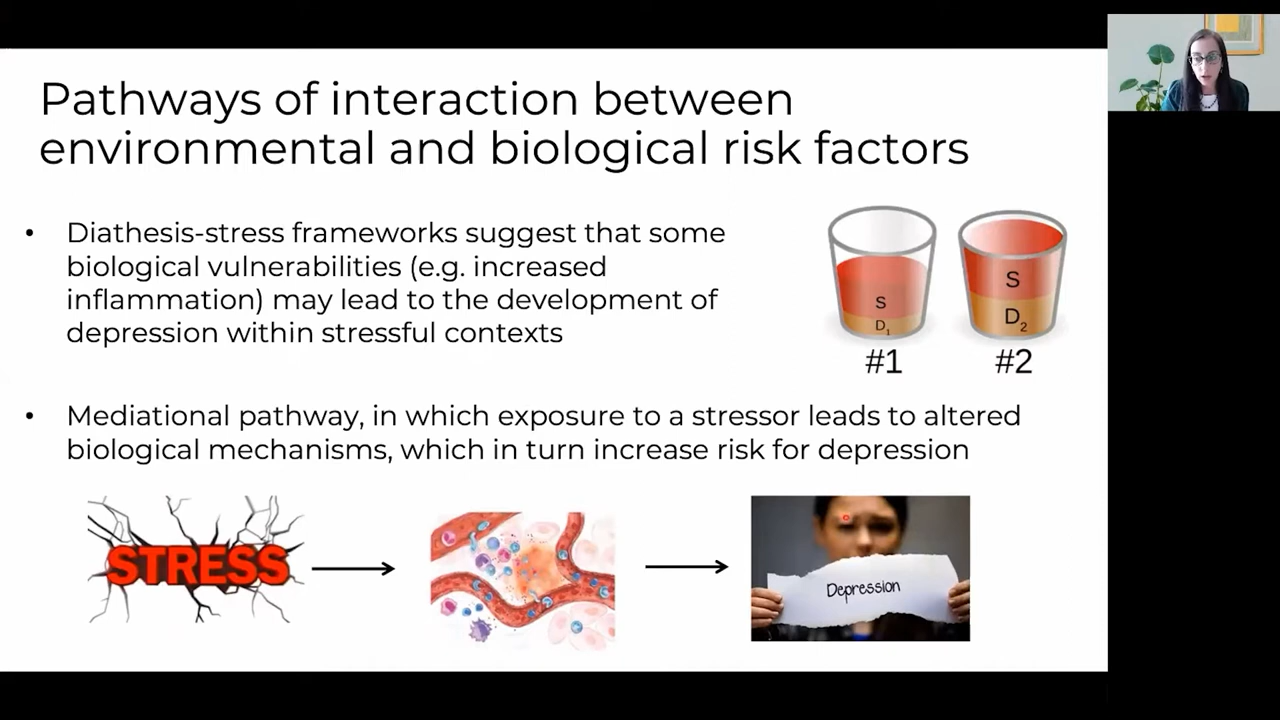 Pathways of interaction between
environmental and biological risk factors
• Diathesis-stress frameworks suggest that some
biological vulnerabilities (e.g. increased
inflammation) may lead to the development of
depression within stressful contexts
S
D₁
#1
S
D₂
#2
• Mediational pathway, in which exposure to a stressor leads to altered
biological mechanisms, which in turn increase risk for depression
STRESS
Depression